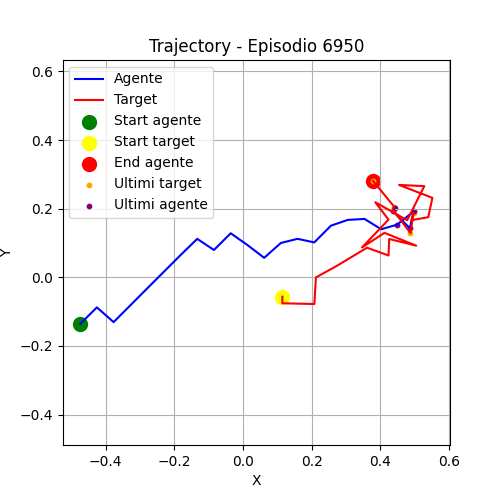 Trajectory - Episodio 6950
Agente
Target
Start agente
Start target
End agente
Ultimi target
Ultimi agente
0.6
0.4
0.2
0.0
−0.2
−0.4
Y
−0.4
−0.2
0.0
0.2
0.4
0.6
X